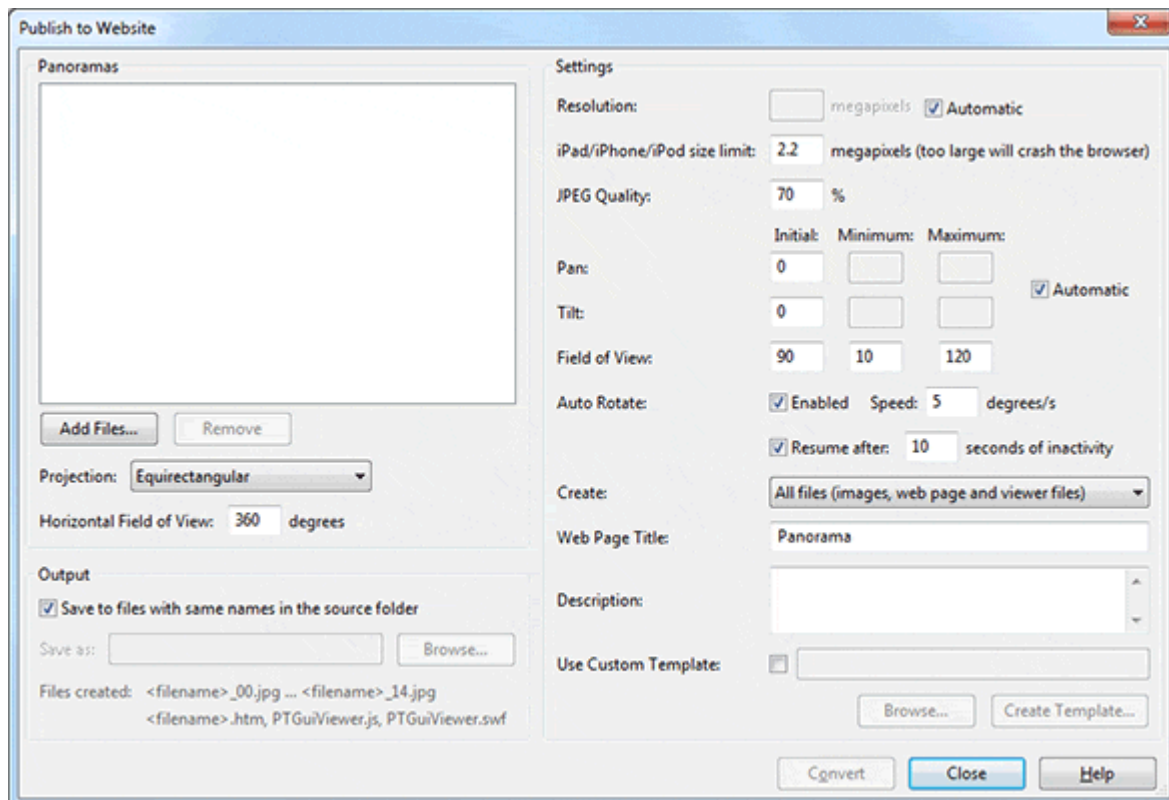 Publish to Website
Panoramas
Add Files...
Remove
Projection: Equirectangular
Horizontal Field of View: 360 degrees
Output
Save to files with same names in the source folder
Save as: Browse...
Files created: <filename>_00.jpg ... <filename>_14.jpg
<filename>.htm, PTGuiViewer.js, PTGuiViewer.swf
Settings
Resolution: megapixels Automatic
iPad/iPhone/iPod size limit: 2.2 megapixels (too large will crash the browser)
JPEG Quality: 70 %
Initial: Minimum: Maximum:
Pan: 0
Automatic
Tilt: 0
Field of View: 90 10 120
Auto Rotate: Enabled Speed: 5 degrees/s
Resume after: 10 seconds of inactivity
Create: All files (images, web page and viewer files)
Web Page Title: Panorama
Description:
Use Custom Template:
Browse... Create Template...
Convert Close Help